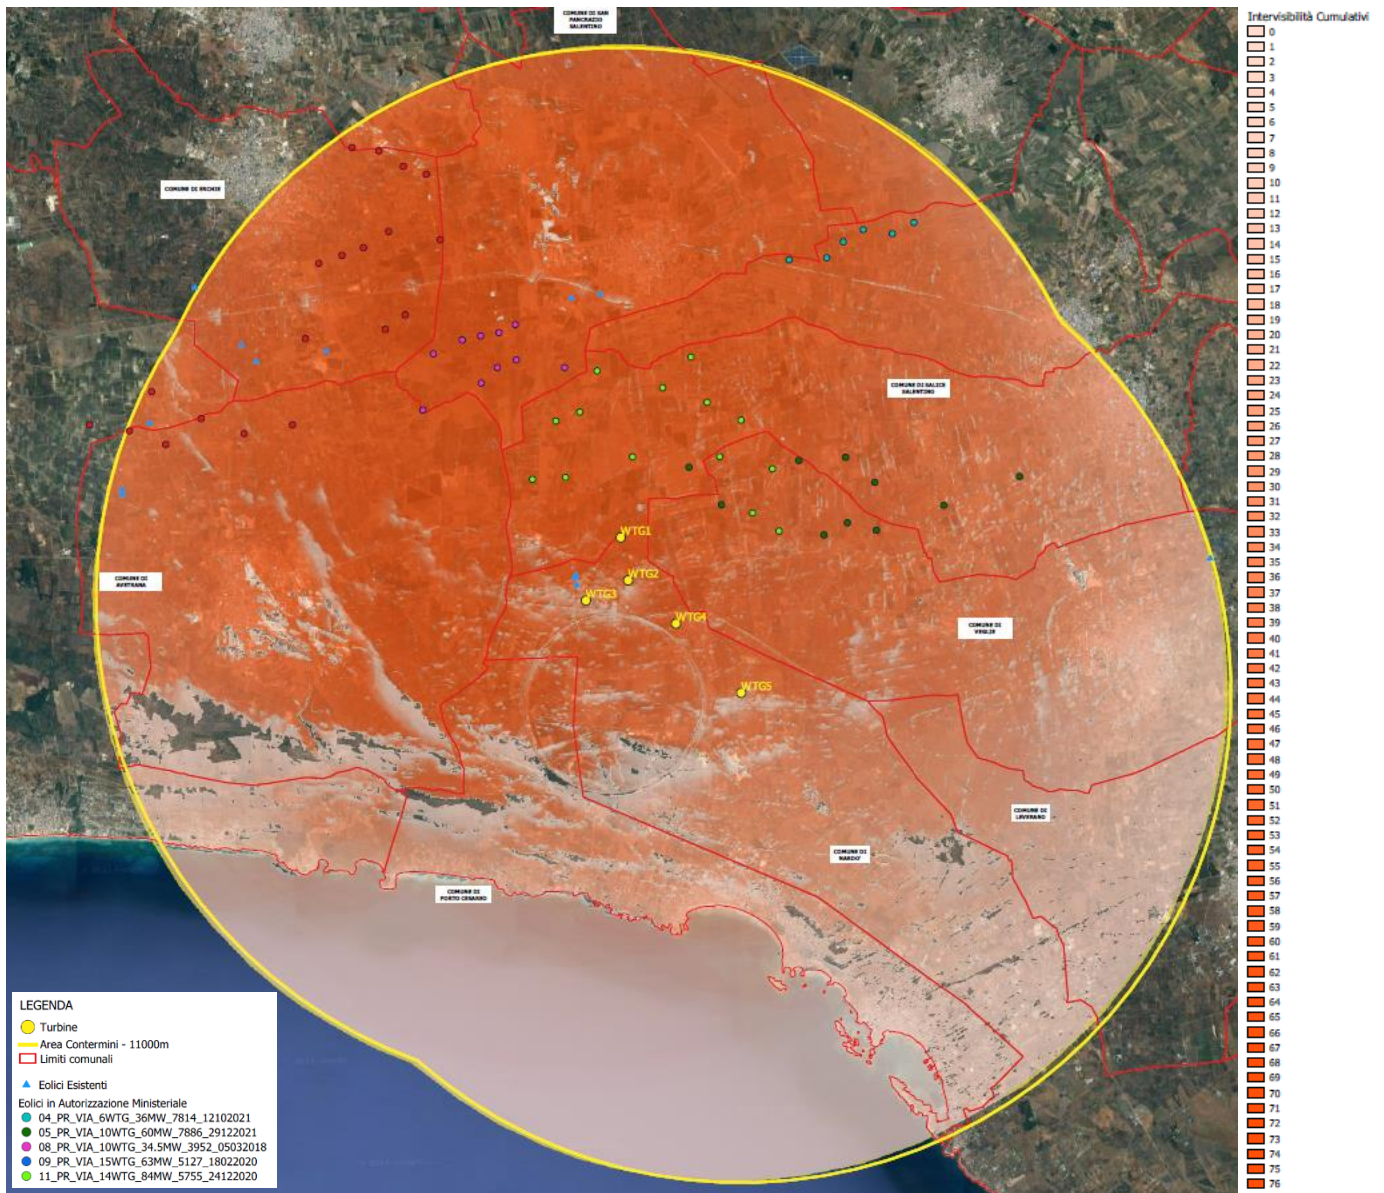 COMUNE DI SAN
PANCRAZIO
SALENTINO
COMUNE DI ERCHIE
COMUNE DI SALICE
SALENTINO
WTG1
WTG2
WTG3
WTG4
WTG5
COMUNE DI
AVETRANA
COMUNE DI
VEGLIE
COMUNE DI
LEVERANO
COMUNE DI
NARDO'
COMUNE DI
PORTO CESAREO
LEGENDA
Turbine
Area Contermini - 11000m
Limiti comunali
Eolici Esistenti
Eolici in Autorizzazione Ministeriale
04_PR_VIA_6WTG_36MW_7814_12102021
05_PR_VIA_10WTG_60MW_7886_29122021
08_PR_VIA_10WTG_34.5MW_3952_05032018
09_PR_VIA_15WTG_63MW_5127_18022020
11_PR_VIA_14WTG_84MW_5755_24122020
Intervisibilità Cumulativi
0
1
2
3
4
5
6
7
8
9
10
11
12
13
14
15
16
17
18
19
20
21
22
23
24
25
26
27
28
29
30
31
32
33
34
35
36
37
38
39
40
41
42
43
44
45
46
47
48
49
50
51
52
53
54
55
56
57
58
59
60
61
62
63
64
65
66
67
68
69
70
71
72
73
74
75
76